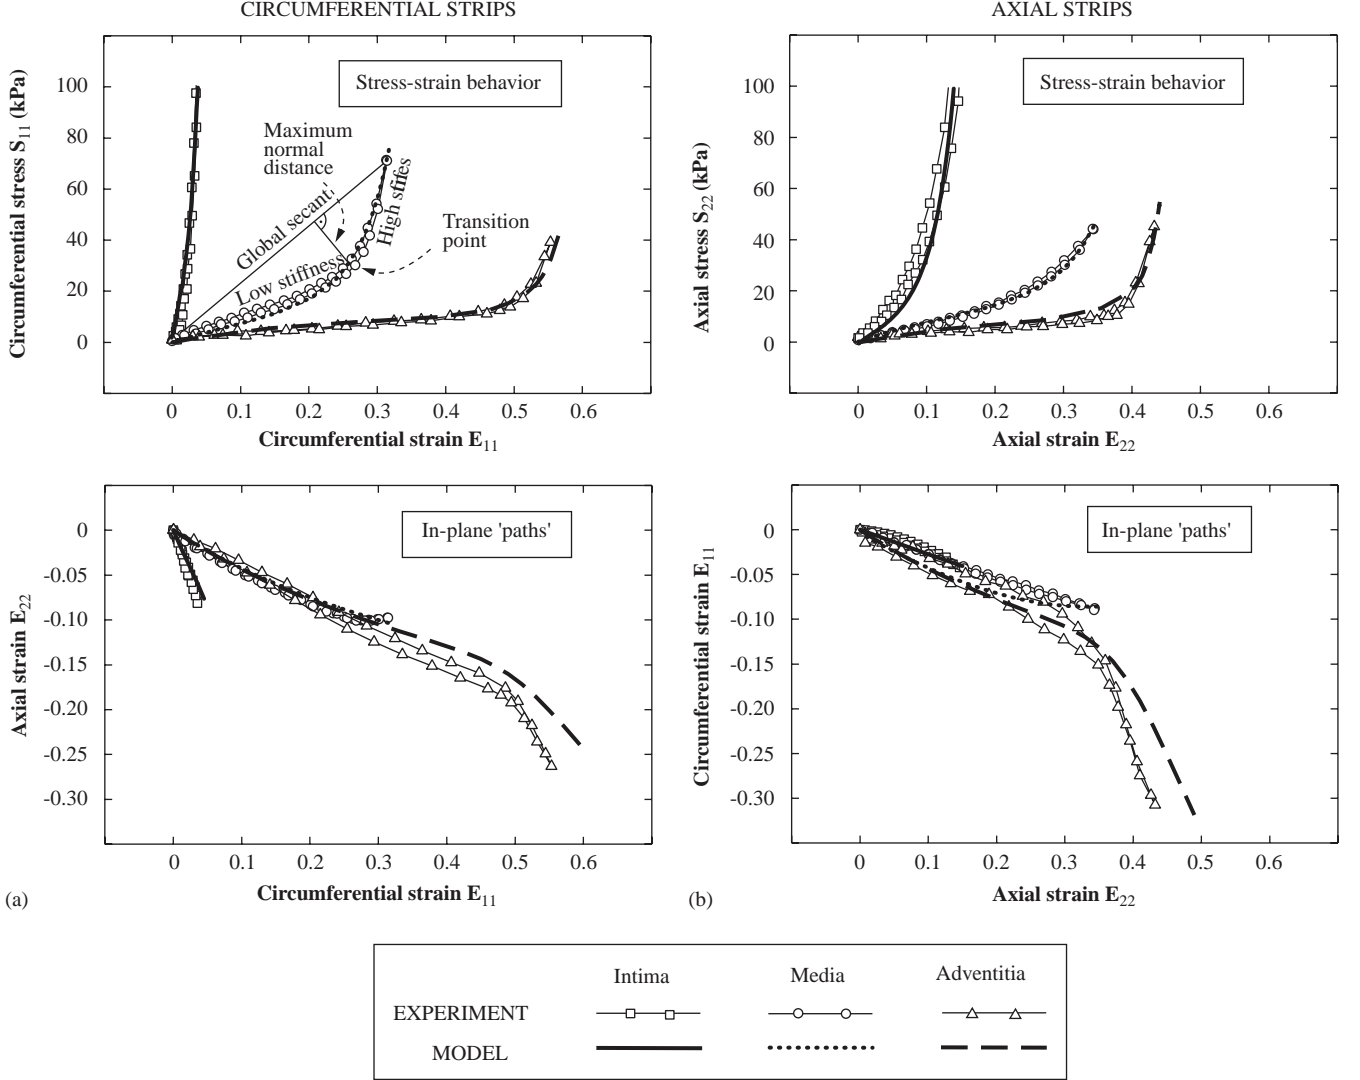 CIRCUMFERENTIAL STRIPS
AXIAL STRIPS
Circumferential stress S11 (kPa)
100
80
60
40
20
0
Stress-strain behavior
Maximum
normal
distance
Global secant
Low stiffness
High stifes
Transition
point
0 0.1 0.2 0.3 0.4 0.5 0.6
Circumferential strain E11
Axial stress S22 (kPa)
100
80
60
40
20
0
Stress-strain behavior
0 0.1 0.2 0.3 0.4 0.5 0.6
Axial strain E22
Axial strain E22
0
-0.05
-0.10
-0.15
-0.20
-0.25
-0.30
In-plane 'paths'
0 0.1 0.2 0.3 0.4 0.5 0.6
Circumferential strain E11
(a)
Circumferential strain E11
0
-0.05
-0.10
-0.15
-0.20
-0.25
-0.30
In-plane 'paths'
0 0.1 0.2 0.3 0.4 0.5 0.6
Axial strain E22
(b)
Intima Media Adventitia
EXPERIMENT
MODEL